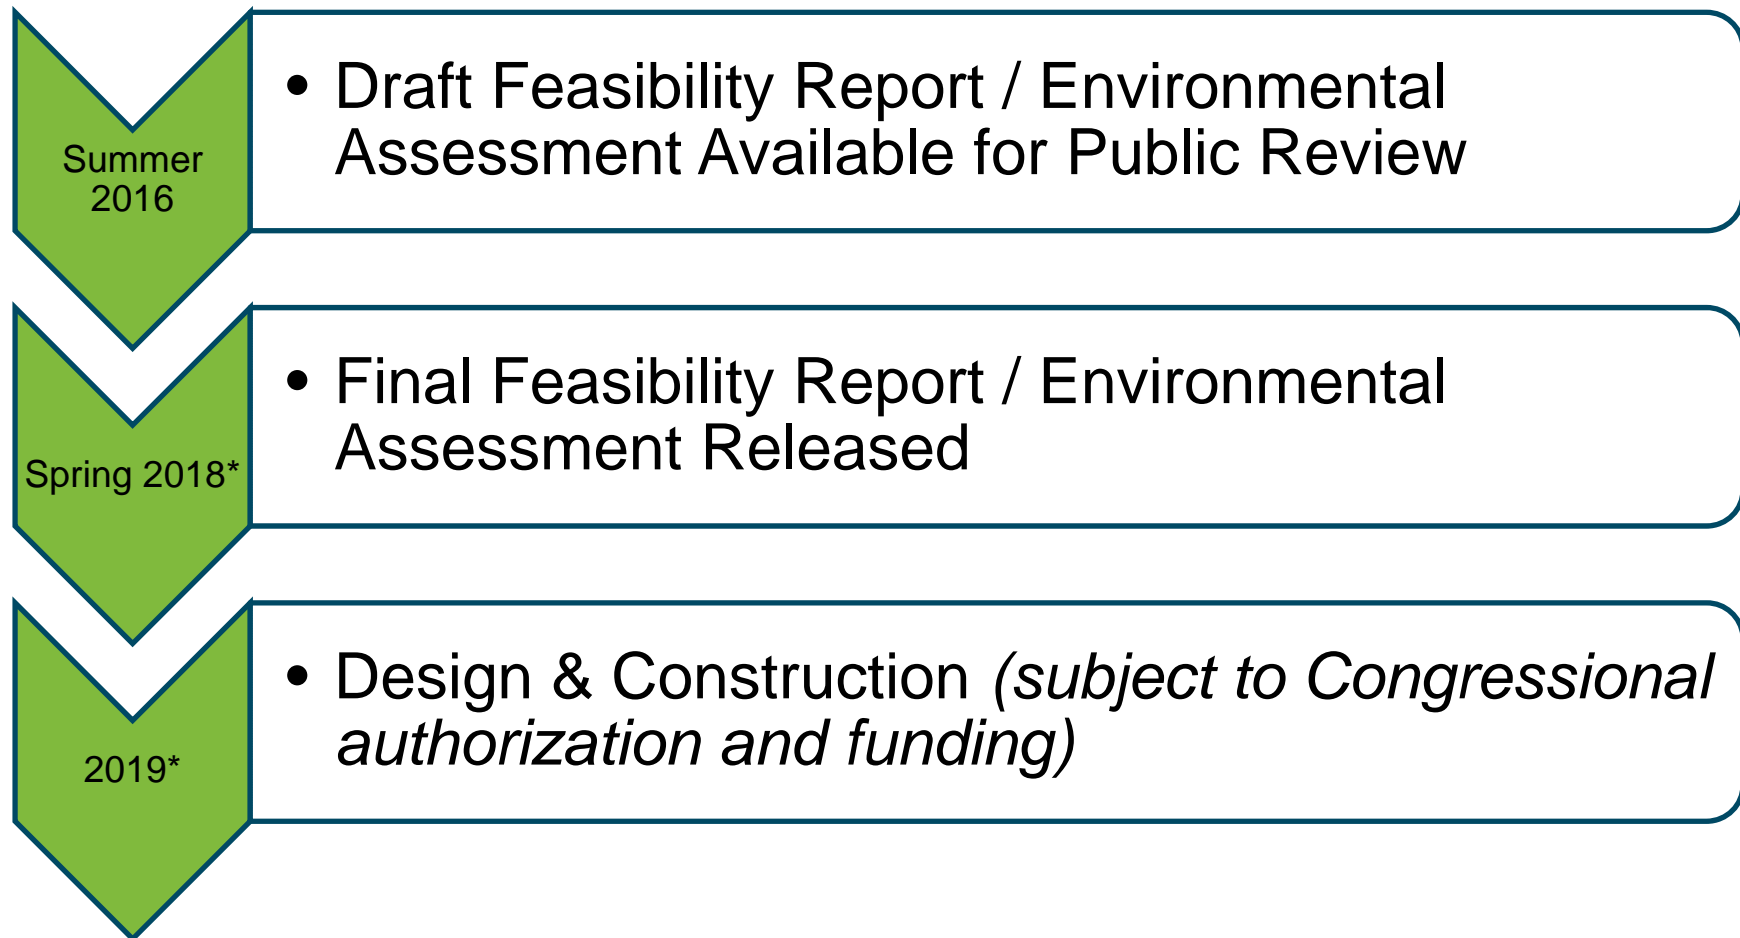 Summer
2016
• Draft Feasibility Report / Environmental
Assessment Available for Public Review
Spring 2018*
• Final Feasibility Report / Environmental
Assessment Released
2019*
• Design & Construction (subject to Congressional
authorization and funding)